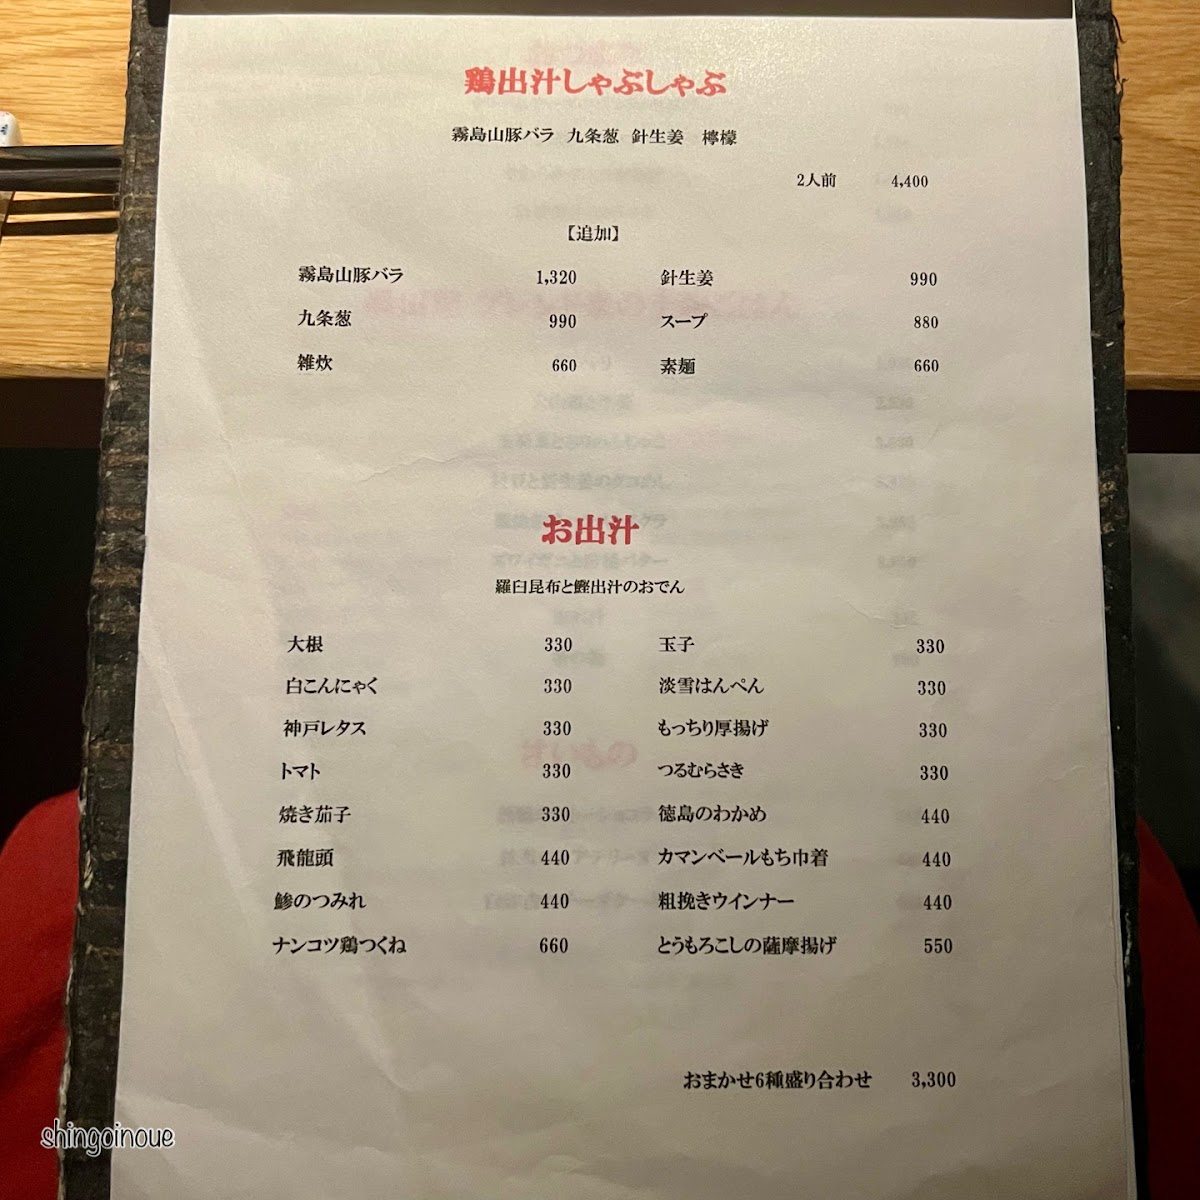 鶏出汁しゃぶしゃぶ
霧島山豚バラ 九条葱 針生姜 檸檬
2人前 4,400
【追加】
霧島山豚バラ 1,320 針生姜 990
九条葱 990 スープ 880
雑炊 660 素麺 660
お出汁
羅臼昆布と鰹出汁のおでん
大根 330 玉子 330
白こんにゃく 330 淡雪はんぺん 330
神戸レタス 330 もっちり厚揚げ 330
トマト 330 つるむらさき 330
焼き茄子 330 徳島のわかめ 440
飛龍頭 440 カマンベールもち巾着 440
鯵のつみれ 440 粗挽きウインナー 440
ナンコツ鶏つくね 660 とうもろこしの薩摩揚げ 550
おまかせ6種盛り合わせ 3,300
shingoinoue